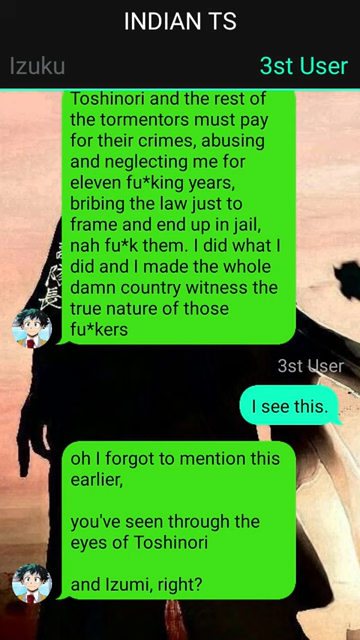 INDIAN TS
Izuku
3st User
Toshinori and the rest of
the tormentors must pay
for their crimes, abusing
and neglecting me for
eleven fu*king years,
bribing the law just to
frame and end up in jail,
nah fu*k them. I did what I
did and I made the whole
damn country witness the
true nature of those
fu*kers
3st User
I see this.
oh I forgot to mention this
earlier,
you've seen through the
eyes of Toshinori
and Izumi, right?